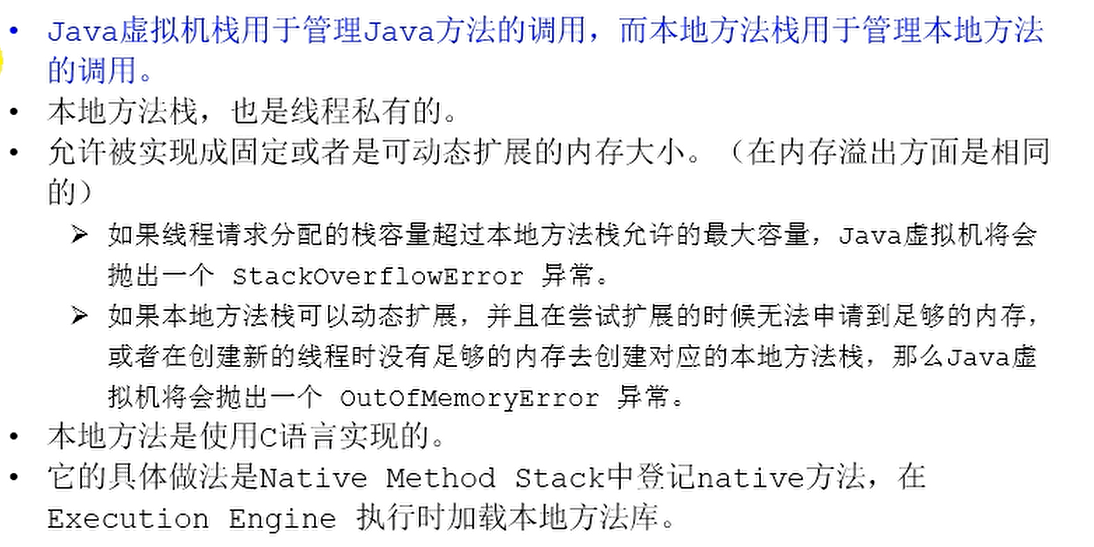 • Java虚拟机栈用于管理Java方法的调用，而本地方法栈用于管理本地方法
的调用。
• 本地方法栈，也是线程私有的。
• 允许被实现成固定或者是可动态扩展的内存大小。（在内存溢出方面是相同
的）
➢ 如果线程请求分配的栈容量超过本地方法栈允许的最大容量，Java虚拟机将会
抛出一个 StackOverflowError 异常。
➢ 如果本地方法栈可以动态扩展，并且在尝试扩展的时候无法申请到足够的内存，
或者在创建新的线程时没有足够的内存去创建对应的本地方法栈，那么Java虚
拟机将会抛出一个 OutOfMemoryError 异常。
• 本地方法是使用C语言实现的。
• 它的具体做法是Native Method Stack中登记native方法，在
Execution Engine 执行时加载本地方法库。